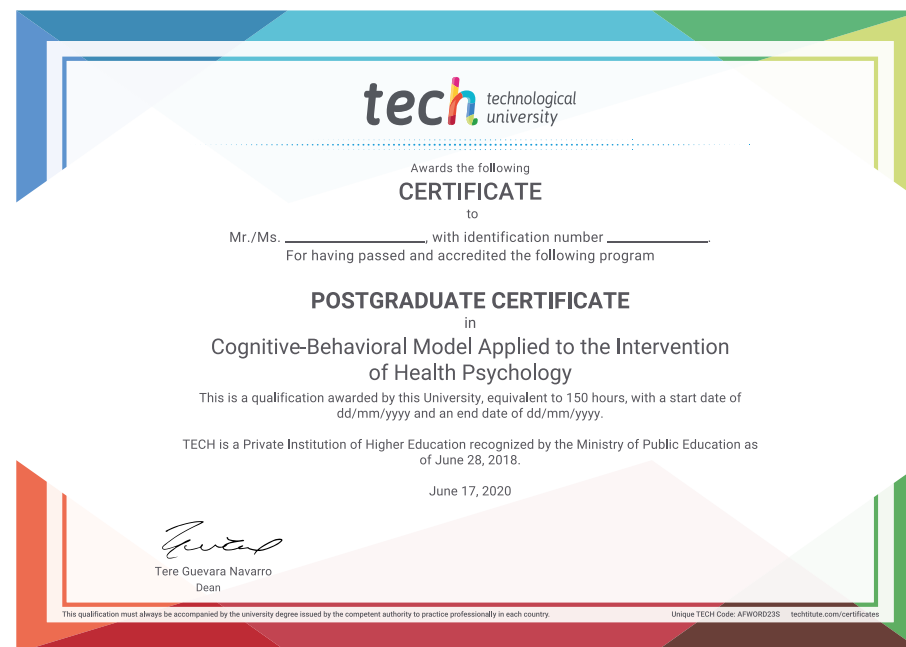 tech technological
university
Awards the following
CERTIFICATE
to
Mr./Ms. ____________________, with identification number ______________.
For having passed and accredited the following program
POSTGRADUATE CERTIFICATE
in
Cognitive-Behavioral Model Applied to the Intervention
of Health Psychology
This is a qualification awarded by this University, equivalent to 150 hours, with a start date of
dd/mm/yyyy and an end date of dd/mm/yyyy.
TECH is a Private Institution of Higher Education recognized by the Ministry of Public Education as
of June 28, 2018.
June 17, 2020
Tere Guevara Navarro
Dean
This qualification must always be accompanied by the university degree issued by the competent authority to practice professionally in each country. Unique TECH Code: AFWORD23S techtitute.com/certificates